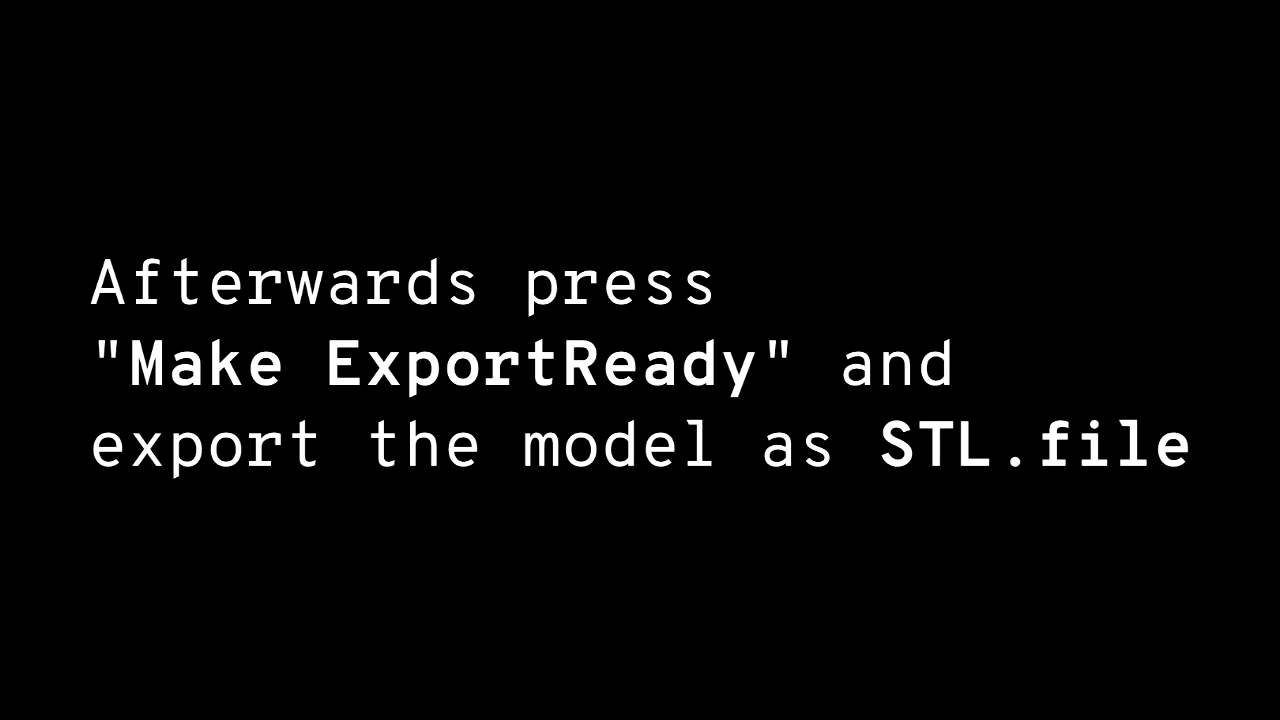 Afterwards press
"Make ExportReady" and
export the model as STL.file